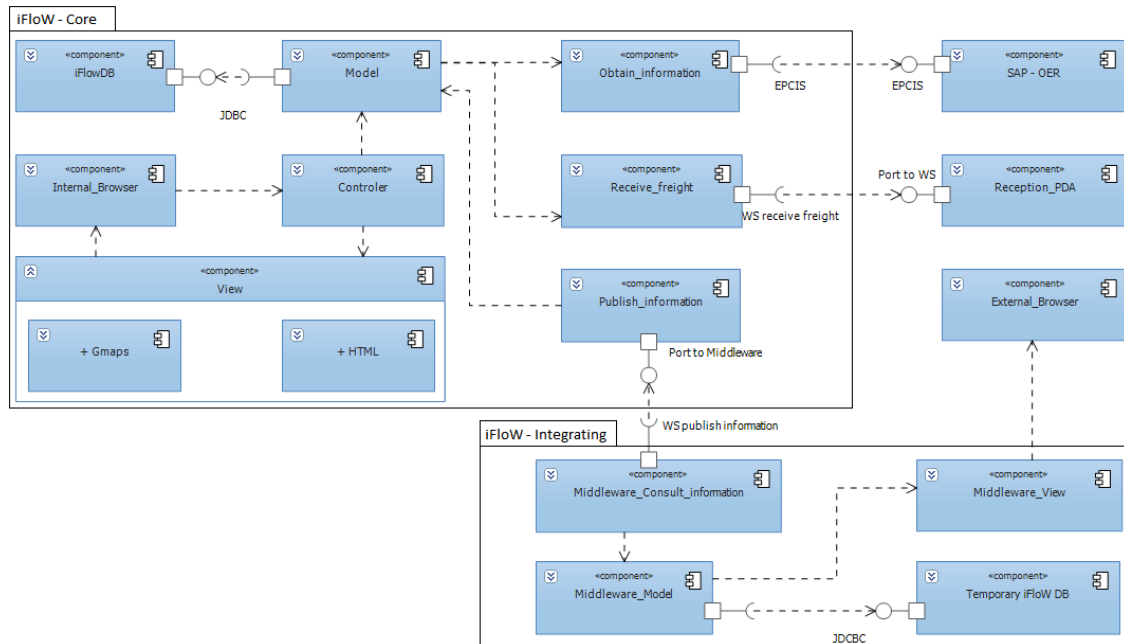 iFloW - Core
«component»
iFlowDB
«component»
Model
«component»
Obtain_information
«component»
SAP - OER
JDBC
EPCIS
EPCIS
«component»
Internal_Browser
«component»
Controler
«component»
Receive_freight
Port to WS
«component»
Reception_PDA
WS receive freight
«component»
View
«component»
Publish_information
«component»
External_Browser
+ Gmaps
+ HTML
Port to Middleware
WS publish information
iFloW - Integrating
«component»
Middleware_Consult_information
«component»
Middleware_View
«component»
Middleware_Model
«component»
Temporary iFloW DB
JDCBC